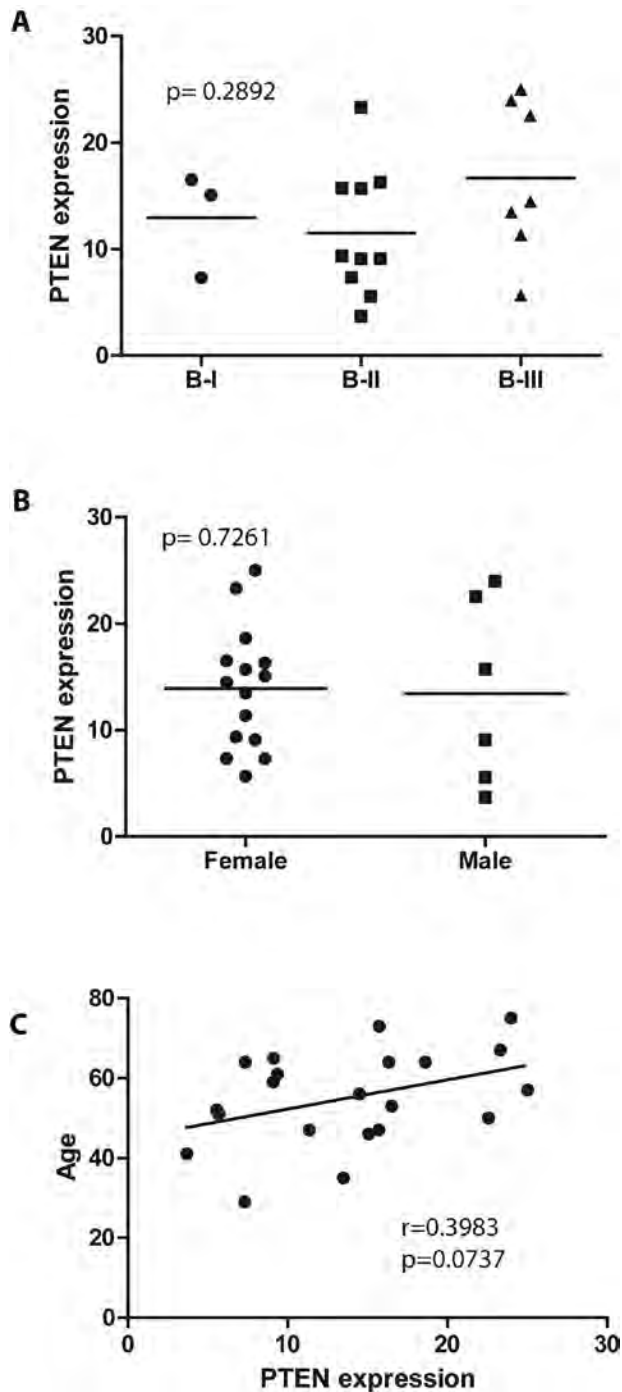 A
30
20
10
0
PTEN expression
p= 0.2892
B-I B-II B-III
B
30
20
10
0
PTEN expression
p= 0.7261
Female Male
C
80
60
40
20
0
Age
r=0.3983
p=0.0737
0 10 20 30
PTEN expression